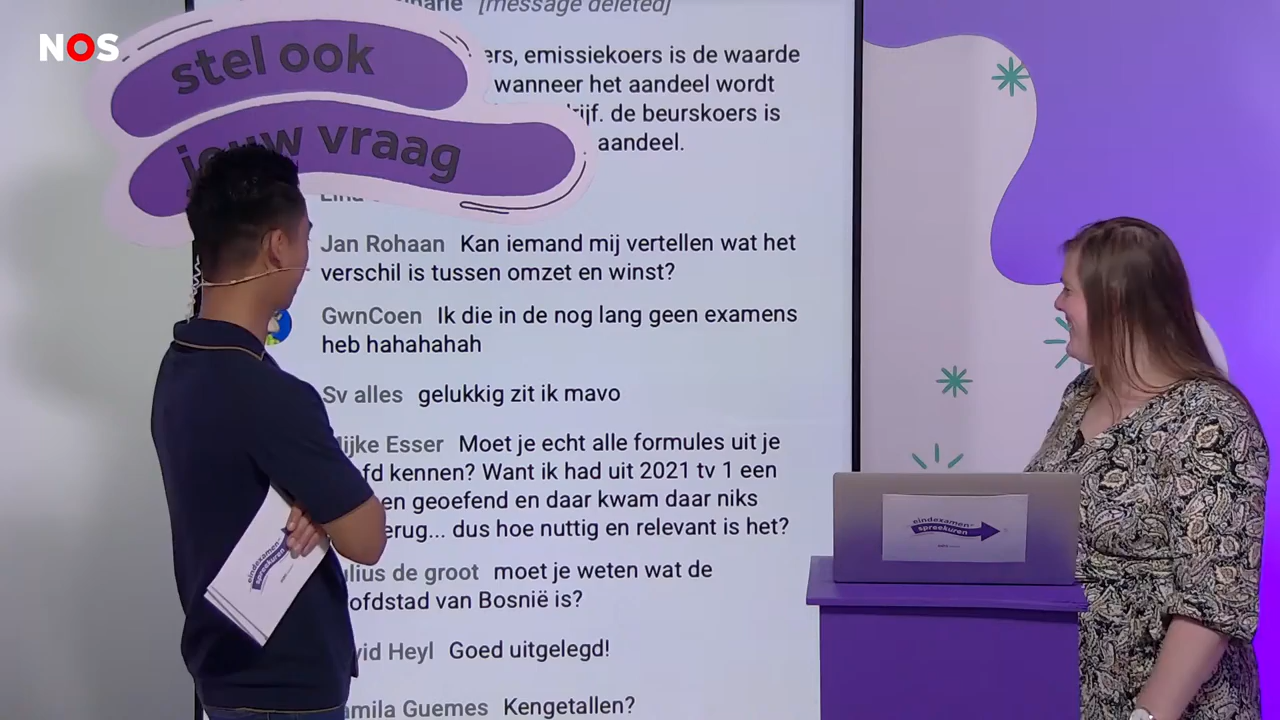 NOS
[message deleted]
stel ook
jouw vraag
emissiekoers is de waarde
wanneer het aandeel wordt
de beurskoers is
aandeel.
Jan Rohaan Kan iemand mij vertellen wat het
verschil is tussen omzet en winst?
GwnCoen Ik die in de nog lang geen examens
heb hahahahah
Sv alles gelukkig zit ik mavo
Esser Moet je echt alle formules uit je
kennen? Want ik had uit 2021 tv 1 een
geoefend en daar kwam daar niks
dus hoe nuttig en relevant is het?
de groot moet je weten wat de
van Bosnië is?
Heyl Goed uitgelegd!
Guemes Kengetallen?
eindexamen-
spreekuren
eindexamen-
spreekuren